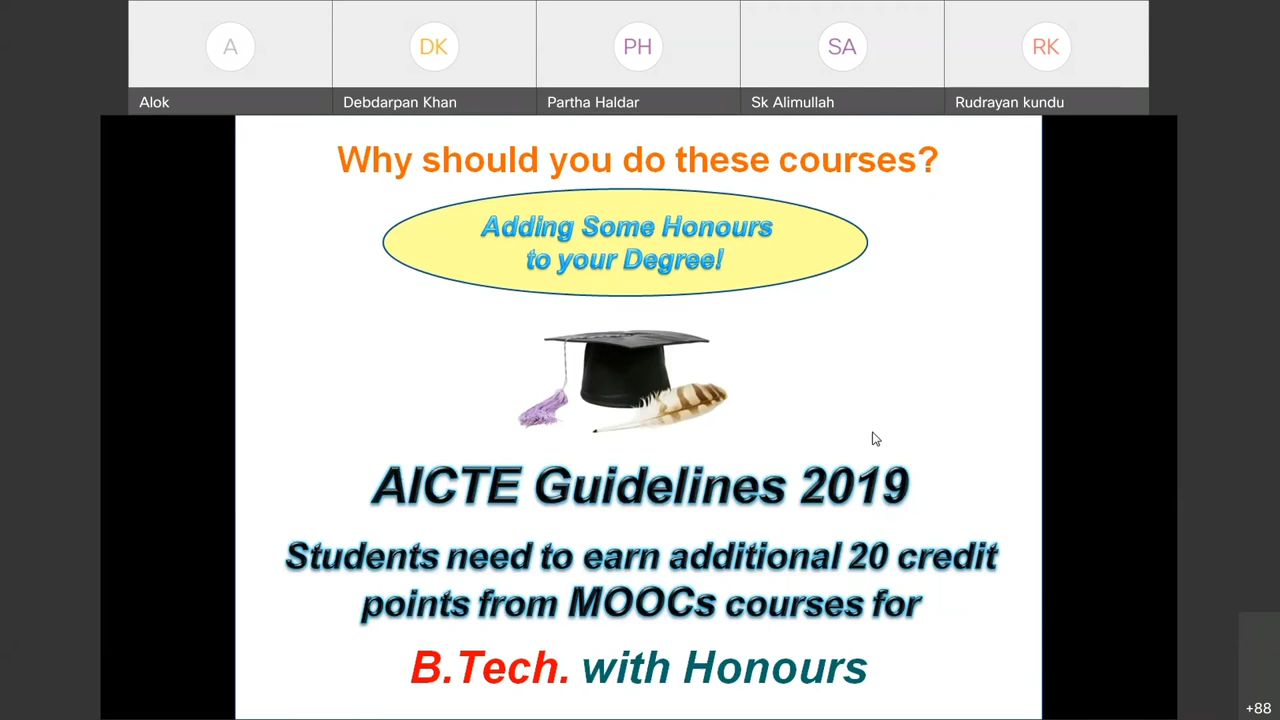 A
DK
PH
SA
RK
Alok
Debdarpan Khan
Partha Haldar
Sk Alimullah
Rudrayan kundu
Why should you do these courses?
Adding Some Honours
to your Degree!
AICTE Guidelines 2019
Students need to earn additional 20 credit
points from MOOCs courses for
B.Tech. with Honours
+88